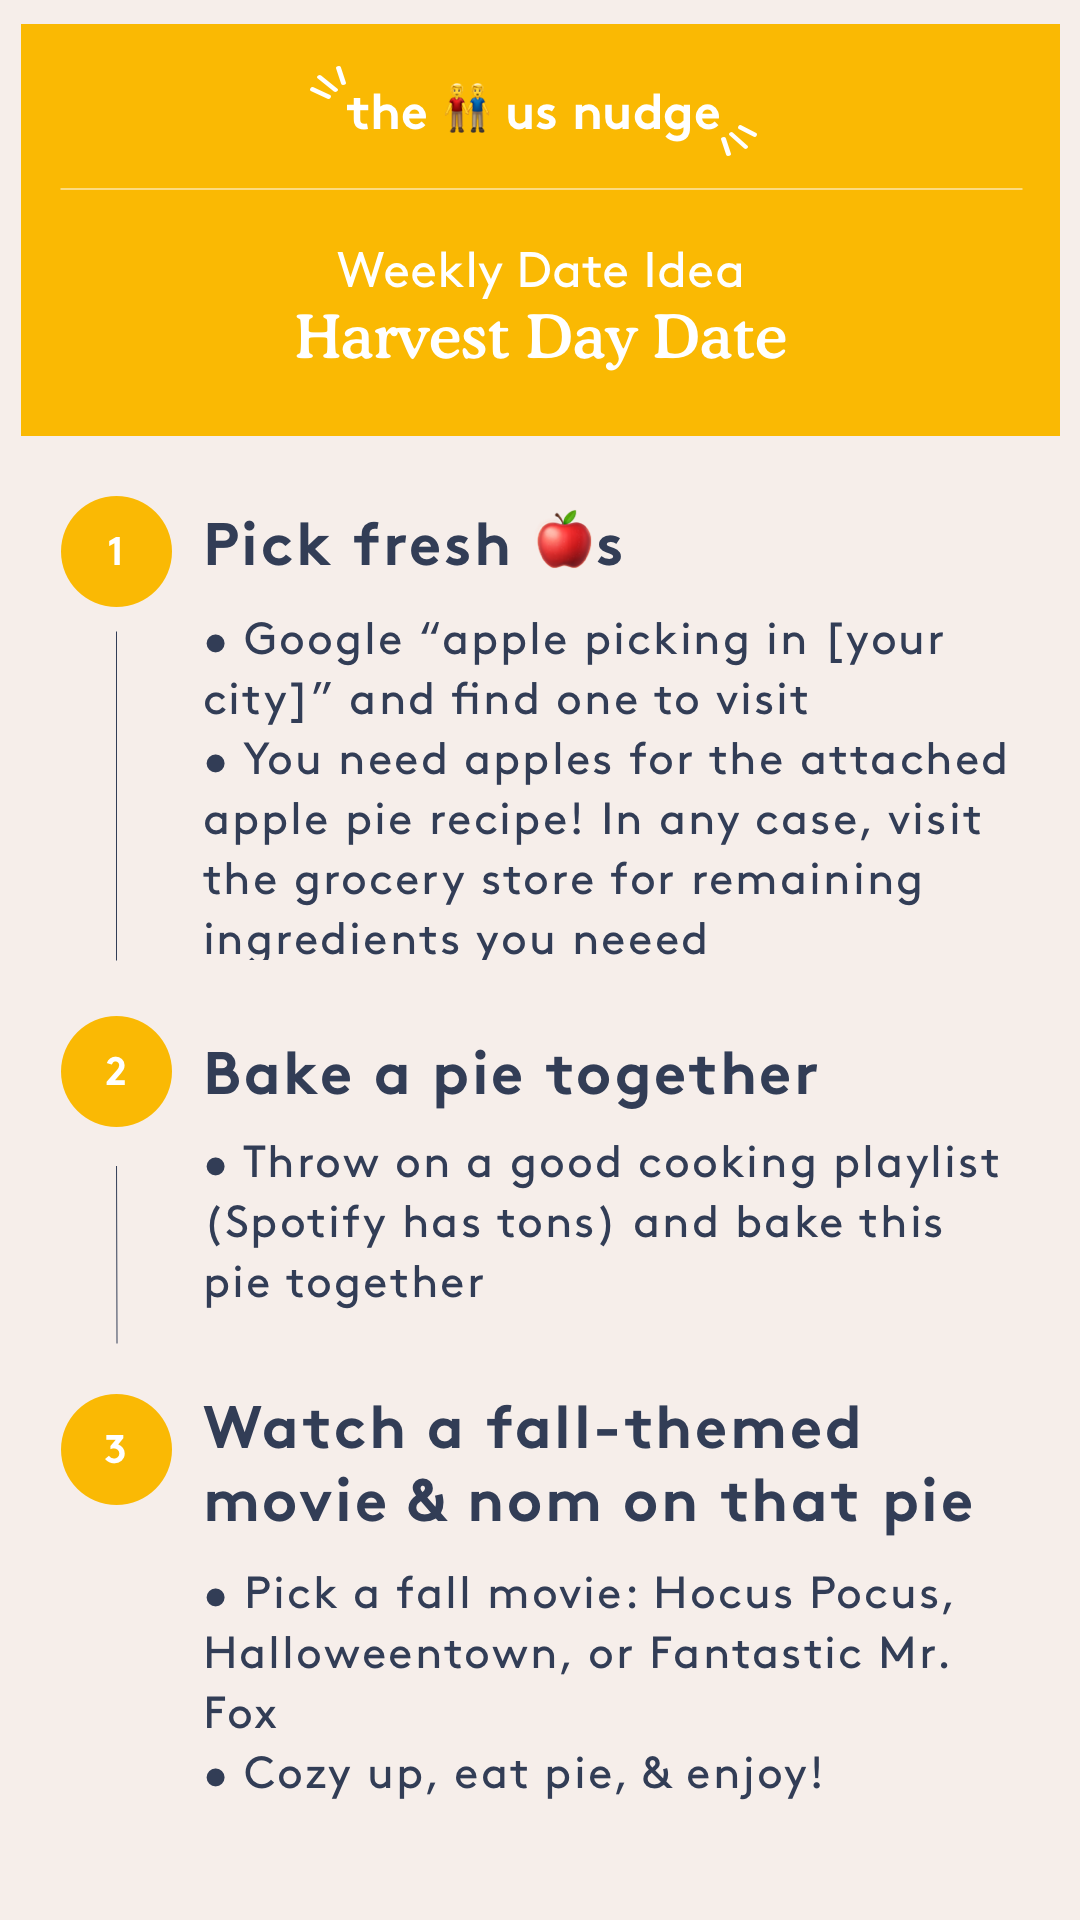 the 👬 us nudge
Weekly Date Idea
Harvest Day Date
1
Pick fresh 🍎s
• Google “apple picking in [your
city]” and find one to visit
• You need apples for the attached
apple pie recipe! In any case, visit
the grocery store for remaining
ingredients you neeed
2
Bake a pie together
• Throw on a good cooking playlist
(Spotify has tons) and bake this
pie together
3
Watch a fall-themed
movie & nom on that pie
• Pick a fall movie: Hocus Pocus,
Halloweentown, or Fantastic Mr.
Fox
• Cozy up, eat pie, & enjoy!